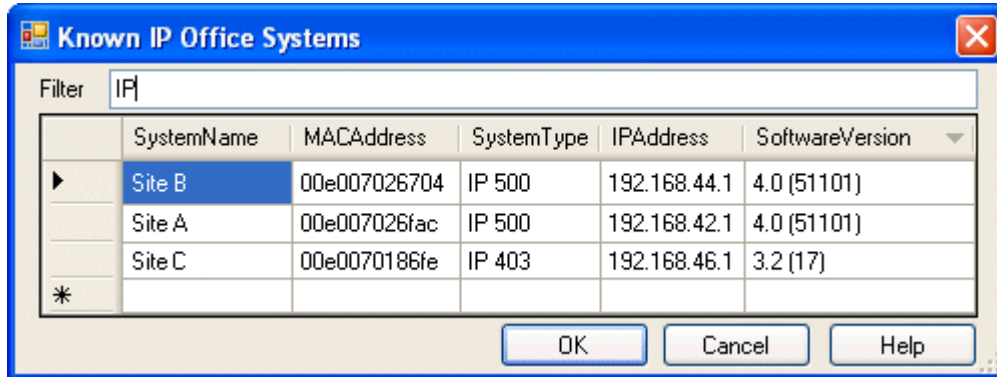 Known IP Office Systems
Filter IP
SystemName MACAddress SystemType IPAddress SoftwareVersion
Site B 00e007026704 IP 500 192.168.44.1 4.0 (51101)
Site A 00e007026fac IP 500 192.168.42.1 4.0 (51101)
Site C 00e0070186fe IP 403 192.168.46.1 3.2 (17)
OK Cancel Help